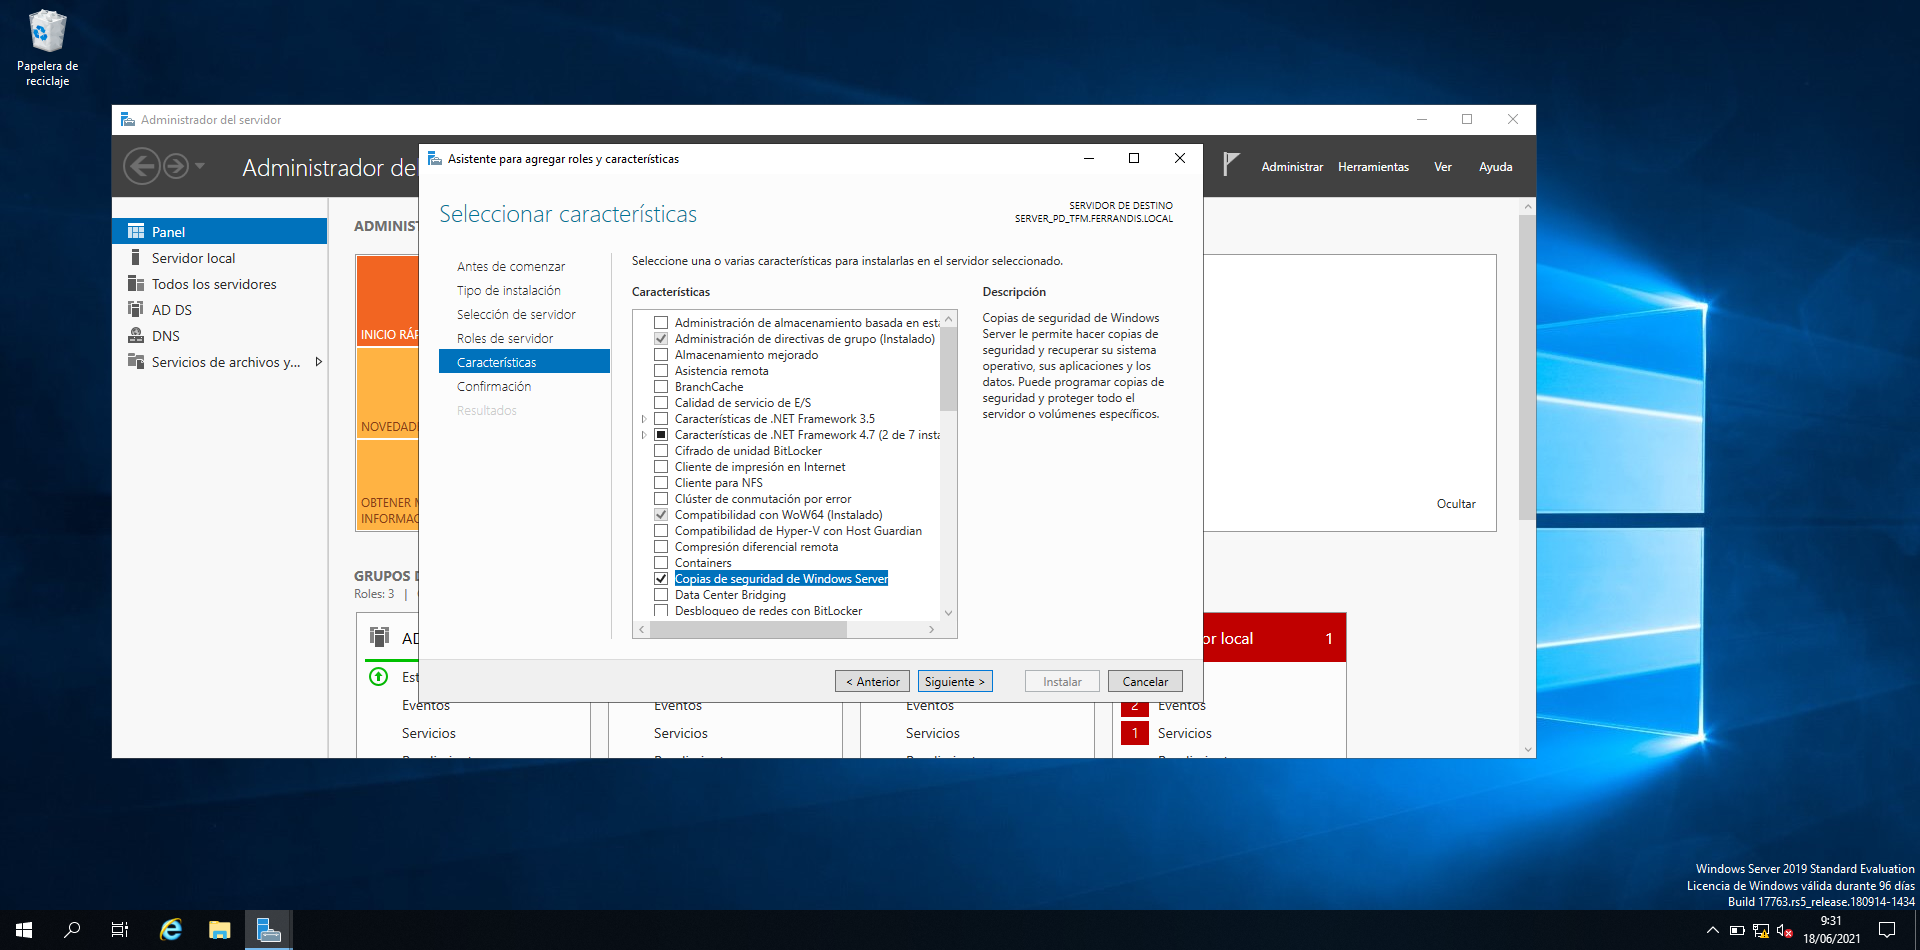 Papelera de
reciclaje
Administrador del servidor
Administrador de
Administrar
Herramientas
Ver
Ayuda
Panel
Servidor local
Todos los servidores
AD DS
DNS
Servicios de archivos y...
ADMINIS
INICIO RÁP
NOVEDAD
OBTENER M
INFORMAC
Ocultar
GRUPOS D
Roles: 3 |
AD
Est
Eventos
Servicios
Eventos
Servicios
Eventos
Servicios
or local 1
2 Eventos
1 Servicios
Asistente para agregar roles y características
Seleccionar características
SERVIDOR DE DESTINO
SERVER_PD_TFM.FERRANDIS.LOCAL
Antes de comenzar
Tipo de instalación
Selección de servidor
Roles de servidor
Características
Confirmación
Resultados
Seleccione una o varias características para instalarlas en el servidor seleccionado.
Características
Administración de almacenamiento basada en está
Administración de directivas de grupo (Instalado)
Almacenamiento mejorado
Asistencia remota
BranchCache
Calidad de servicio de E/S
Características de .NET Framework 3.5
Características de .NET Framework 4.7 (2 de 7 insta
Cifrado de unidad BitLocker
Cliente de impresión en Internet
Cliente para NFS
Clúster de conmutación por error
Compatibilidad con WoW64 (Instalado)
Compatibilidad de Hyper-V con Host Guardian
Compresión diferencial remota
Containers
Copias de seguridad de Windows Server
Data Center Bridging
Desbloqueo de redes con BitLocker
Descripción
Copias de seguridad de Windows
Server le permite hacer copias de
seguridad y recuperar su sistema
operativo, sus aplicaciones y los
datos. Puede programar copias de
seguridad y proteger todo el
servidor o volúmenes específicos.
< Anterior
Siguiente >
Instalar
Cancelar
Windows Server 2019 Standard Evaluation
Licencia de Windows válida durante 96 días
Build 17763.rs5_release.180914-1434
9:31
18/06/2021